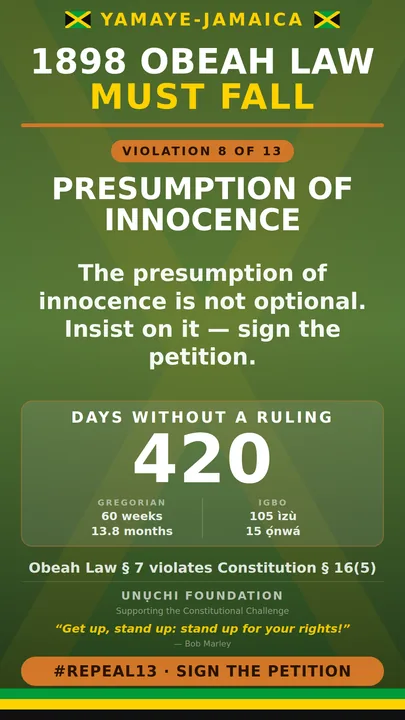 YAMAYE-JAMAICA
1898 OBEAH LAW
MUST FALL
VIOLATION 8 OF 13
PRESUMPTION OF
INNOCENCE
The presumption of
innocence is not optional.
Insist on it — sign the
petition.
DAYS WITHOUT A RULING
420
GREGORIAN
60 weeks
13.8 months
IGBO
105 ìzù
15 ọ́nwá
Obeah Law § 7 violates Constitution § 16(5)
UNỤCHI FOUNDATION
Supporting the Constitutional Challenge
“Get up, stand up: stand up for your rights!”
— Bob Marley
#REPEAL13 · SIGN THE PETITION